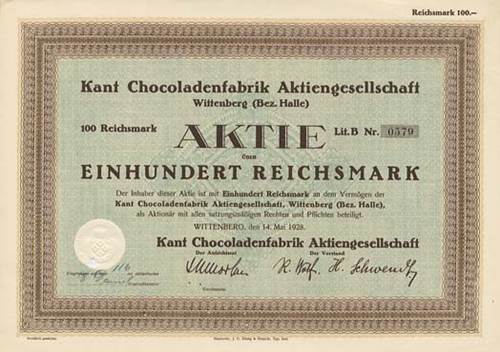 Reichsmark 100.—
Kant Chocoladenfabrik Aktiengesellschaft
Wittenberg (Bez. Halle)
100 Reichsmark AKTIE Lit. B Nr. 0579
über
EINHUNDERT REICHSMARK
Der Inhaber dieser Aktie ist mit Einhundert Reichsmark an dem Vermögen der
Kant Chocoladenfabrik Aktiengesellschaft, Wittenberg (Bez. Halle),
als Aktionär mit allen satzungsmäßigen Rechten und Pflichten beteiligt.
WITTENBERG, den 14. Mai 1928.
Kant Chocoladenfabrik Aktiengesellschaft
Der Aufsichtsrat Der Vorstand
H. Schwendt
116